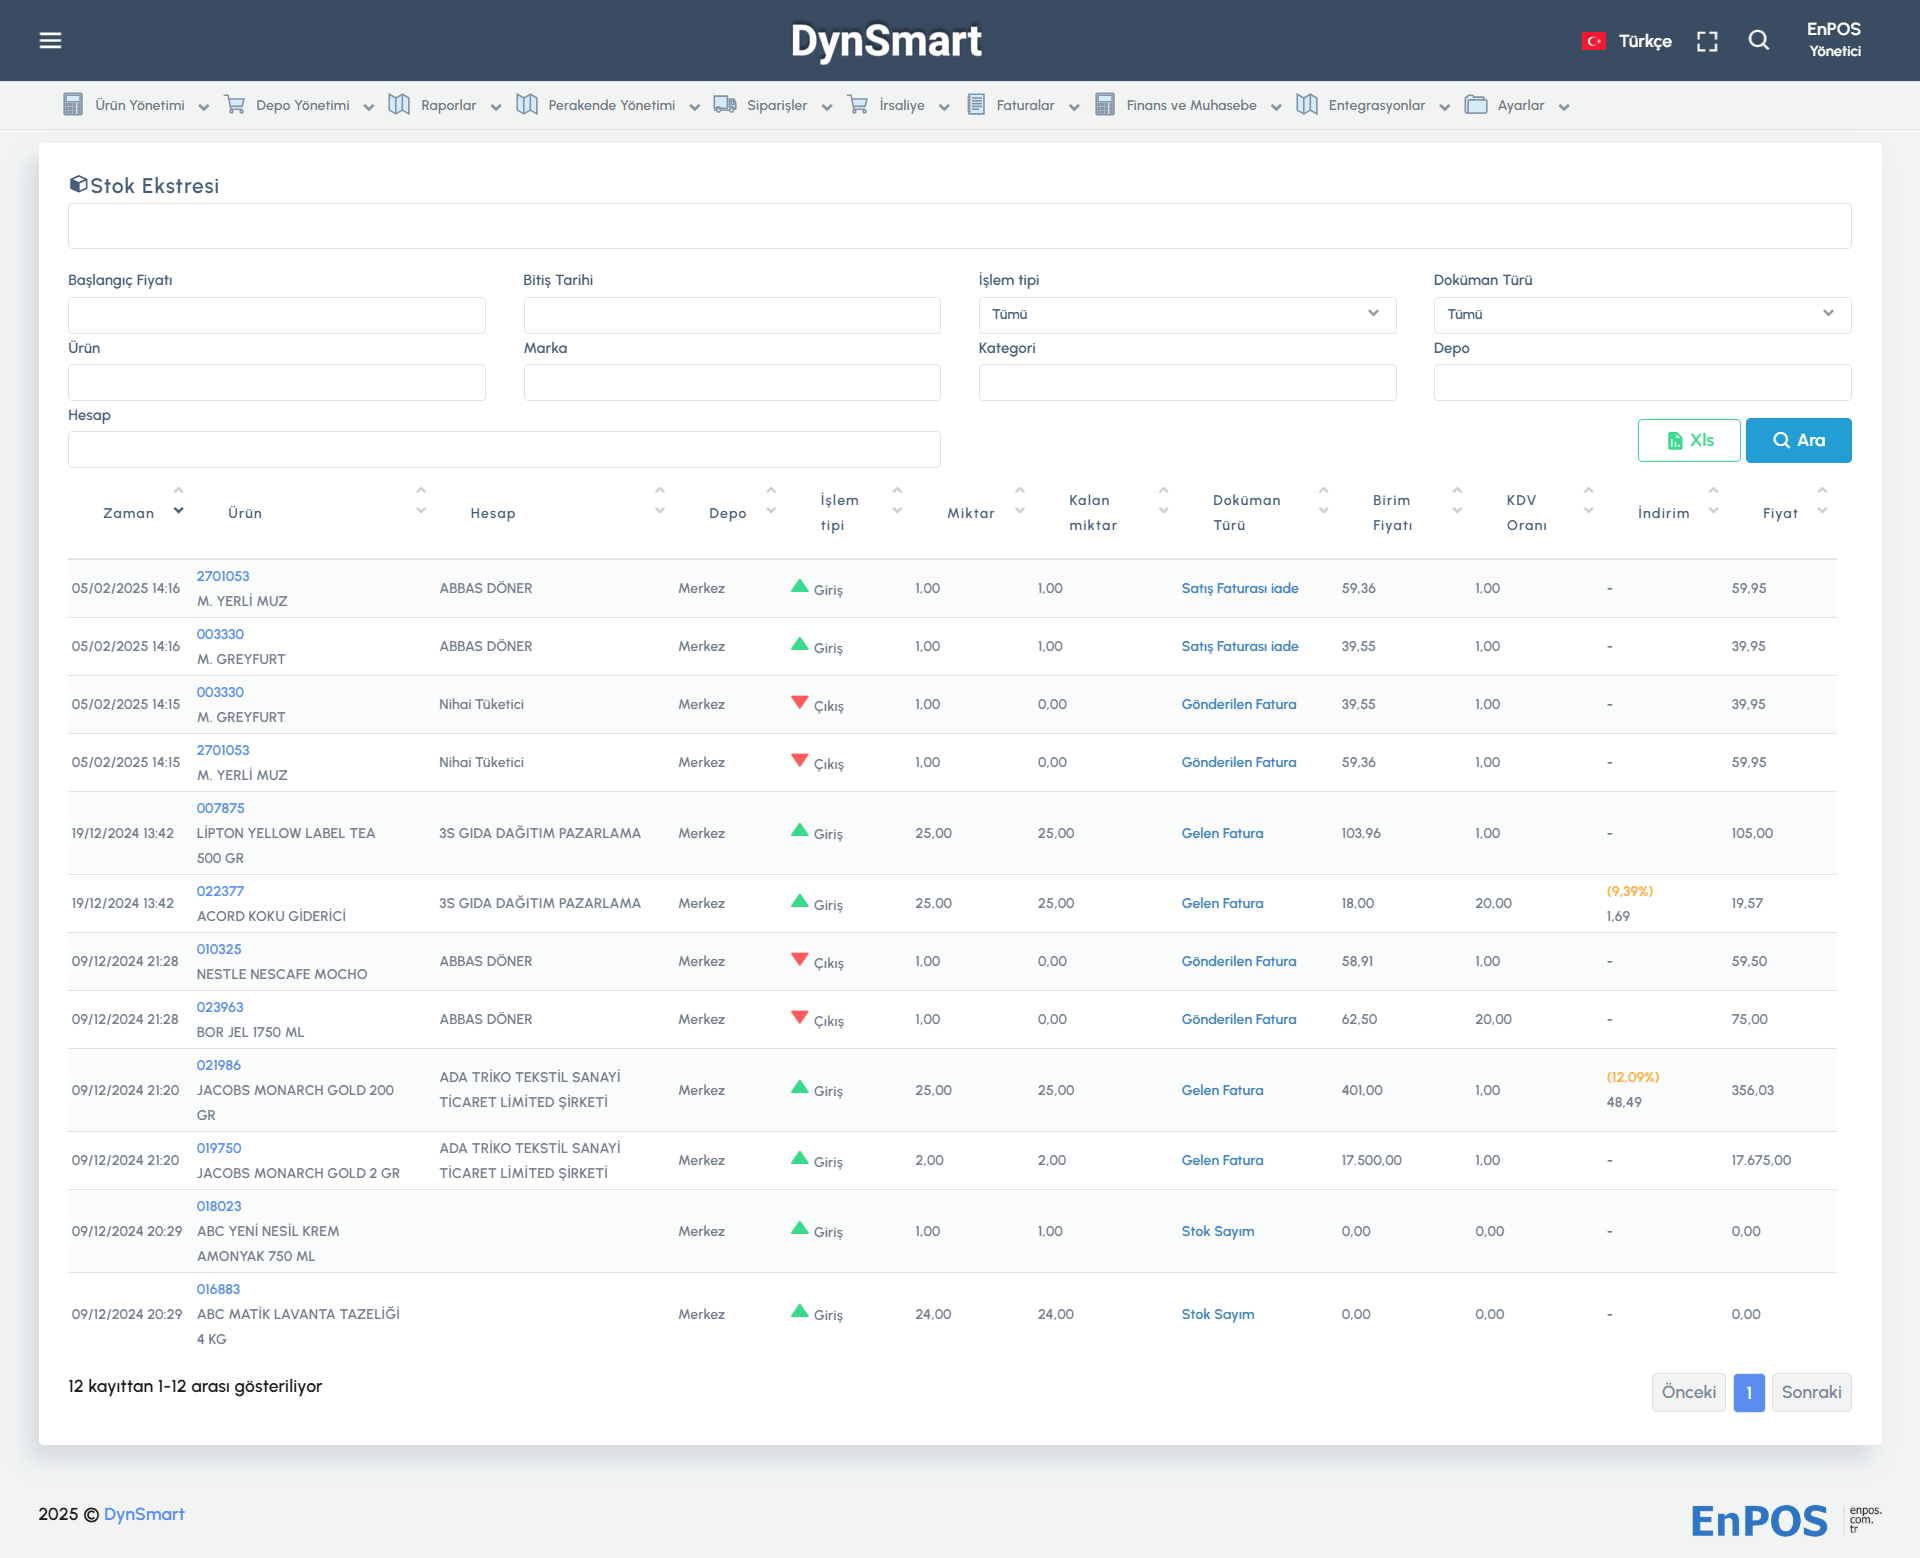 DynSmart
Türkçe
EnPOS
Yönetici
Ürün Yönetimi Depo Yönetimi Raporlar Perakende Yönetimi Siparişler İrsaliye Faturalar Finans ve Muhasebe Entegrasyonlar Ayarlar
Stok Ekstresi
Başlangıç Fiyatı Bitiş Tarihi İşlem tipi Doküman Türü
Tümü Tümü
Ürün Marka Kategori Depo
Hesap
Xls Ara
Zaman Ürün Hesap Depo İşlem tipi Miktar Kalan miktar Doküman Türü Birim Fiyatı KDV Oranı İndirim Fiyat
05/02/2025 14:16 2701053 M. YERLİ MUZ ABBAS DÖNER Merkez Giriş 1,00 1,00 Satış Faturası iade 59,36 1,00 - 59,95
05/02/2025 14:16 003330 M. GREYFURT ABBAS DÖNER Merkez Giriş 1,00 1,00 Satış Faturası iade 39,55 1,00 - 39,95
05/02/2025 14:15 003330 M. GREYFURT Nihai Tüketici Merkez Çıkış 1,00 0,00 Gönderilen Fatura 39,55 1,00 - 39,95
05/02/2025 14:15 2701053 M. YERLİ MUZ Nihai Tüketici Merkez Çıkış 1,00 0,00 Gönderilen Fatura 59,36 1,00 - 59,95
19/12/2024 13:42 007875 LİPTON YELLOW LABEL TEA 500 GR 3S GIDA DAĞITIM PAZARLAMA Merkez Giriş 25,00 25,00 Gelen Fatura 103,96 1,00 - 105,00
19/12/2024 13:42 022377 ACORD KOKU GİDERİCİ 3S GIDA DAĞITIM PAZARLAMA Merkez Giriş 25,00 25,00 Gelen Fatura 18,00 20,00 (9,39%) 1,69 19,57
09/12/2024 21:28 010325 NESTLE NESCAFE MOCHO ABBAS DÖNER Merkez Çıkış 1,00 0,00 Gönderilen Fatura 58,91 1,00 - 59,50
09/12/2024 21:28 023963 BOR JEL 1750 ML ABBAS DÖNER Merkez Çıkış 1,00 0,00 Gönderilen Fatura 62,50 20,00 - 75,00
09/12/2024 21:20 021986 JACOBS MONARCH GOLD 200 GR ADA TRİKO TEKSTİL SANAYİ TİCARET LİMİTED ŞİRKETİ Merkez Giriş 25,00 25,00 Gelen Fatura 401,00 1,00 (12,09%) 48,49 356,03
09/12/2024 21:20 019750 JACOBS MONARCH GOLD 2 GR ADA TRİKO TEKSTİL SANAYİ TİCARET LİMİTED ŞİRKETİ Merkez Giriş 2,00 2,00 Gelen Fatura 17.500,00 1,00 - 17.675,00
09/12/2024 20:29 018023 ABC YENİ NESİL KREM AMONYAK 750 ML Merkez Giriş 1,00 1,00 Stok Sayım 0,00 0,00 - 0,00
09/12/2024 20:29 016883 ABC MATİK LAVANTA TAZELİĞİ 4 KG Merkez Giriş 24,00 24,00 Stok Sayım 0,00 0,00 - 0,00
12 kayıttan 1-12 arası gösteriliyor
Önceki 1 Sonraki
2025 © DynSmart
EnPOS
enpos.
com.
tr